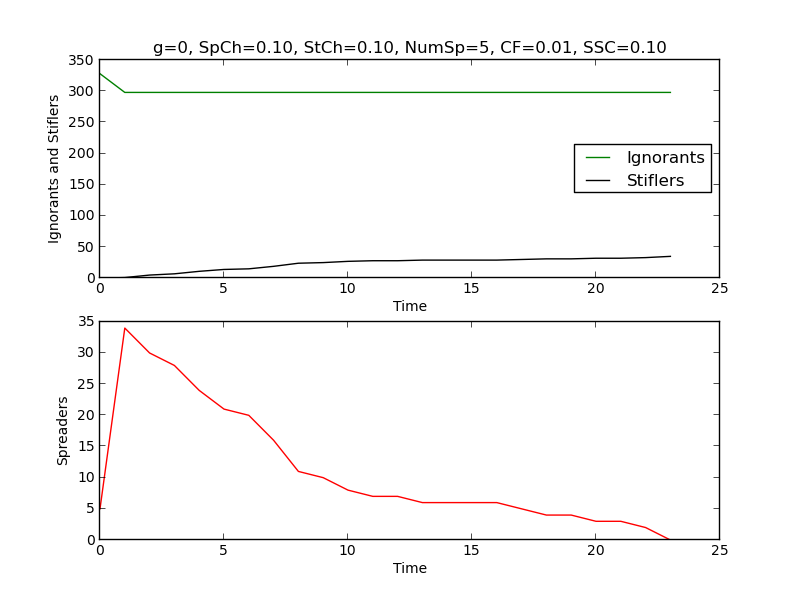 g=0, SpCh=0.10, StCh=0.10, NumSp=5, CF=0.01, SSC=0.10
350
300
250
200
150
100
50
0
Ignorants and Stiflers
Ignorants
Stiflers
0 5 10 15 20 25
Time
35
30
25
20
15
10
5
0
Spreaders
0 5 10 15 20 25
Time